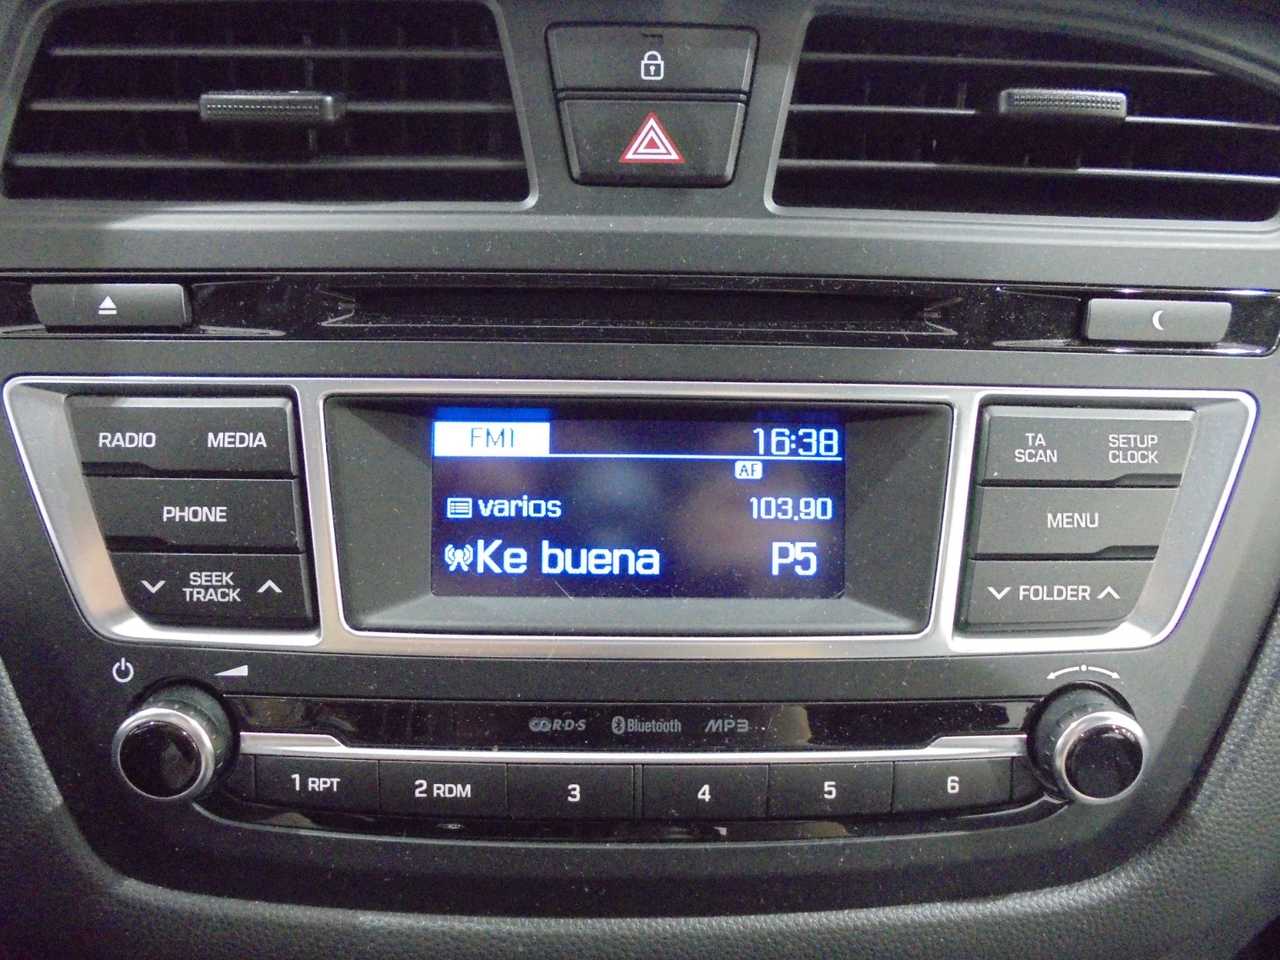 RADIO MEDIA
PHONE
SEEK
TRACK
FM1 16:38
AF
varios 103,90
Ke buena P5
TA
SCAN
SETUP
CLOCK
MENU
FOLDER
R·D·S Bluetooth MP3
1 RPT 2 RDM 3 4 5 6